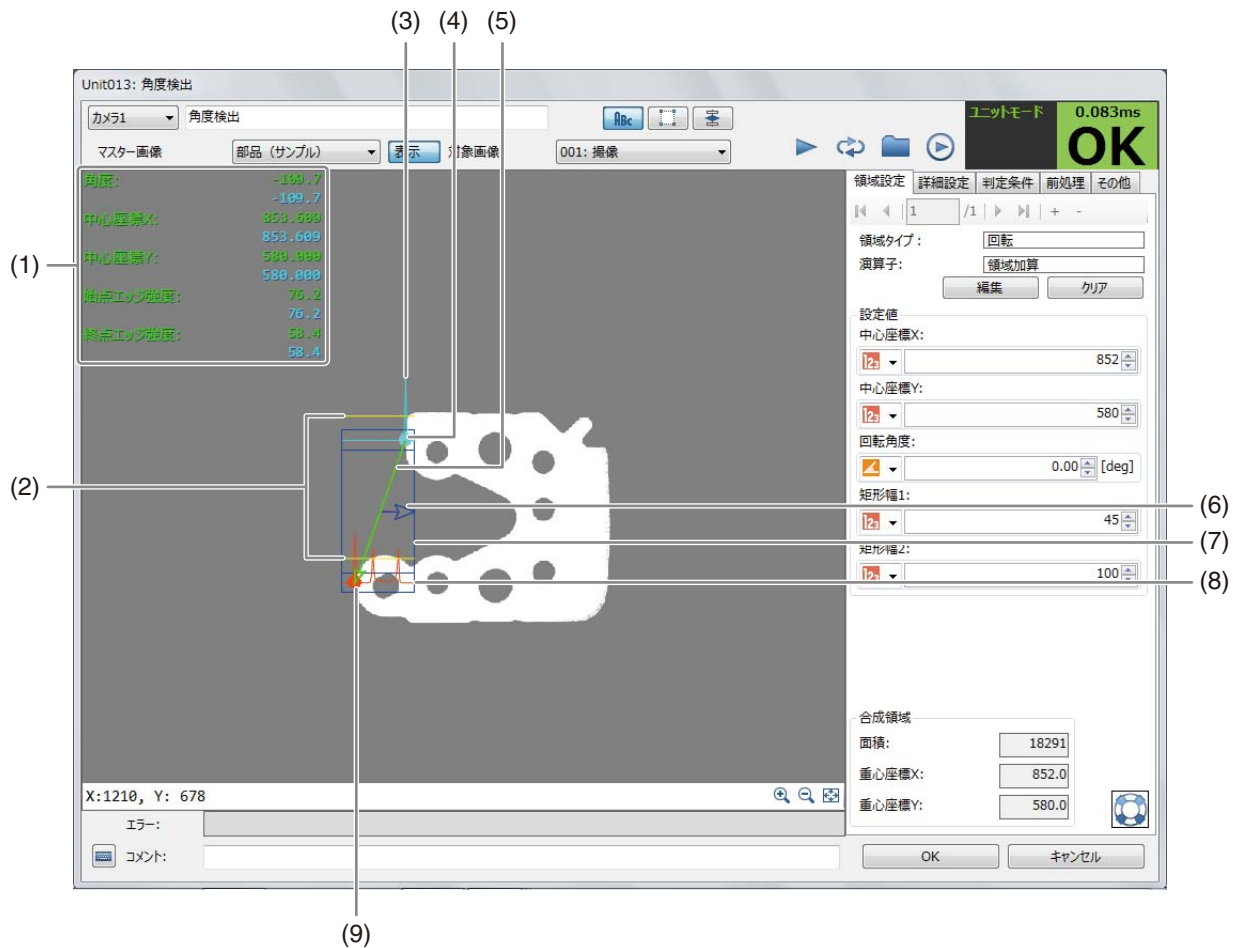 (3) (4) (5)
Unit013: 角度検出
カメラ1 角度検出 ABC
マスター画像 部品（サンプル） 表示 対象画像 001: 撮像
ユニットモード 0.083ms
OK
(1)
角度: -109.7
-109.7
中心座標X: 853.609
853.609
中心座標Y: 580.000
580.000
始点エッジ強度: 76.2
76.2
終点エッジ強度: 58.4
58.4
領域設定 詳細設定 判定条件 前処理 その他
1 /1 + -
領域タイプ: 回転
演算子: 領域加算
編集 クリア
設定値
中心座標X:
123 852
中心座標Y:
123 580
回転角度:
0.00 [deg]
矩形幅1:
123 45
矩形幅2:
123 100
(2)
(6)
(7)
(8)
合成領域
面積: 18291
重心座標X: 852.0
重心座標Y: 580.0
X:1210, Y: 678
エラー:
コメント:
OK キャンセル
(9)